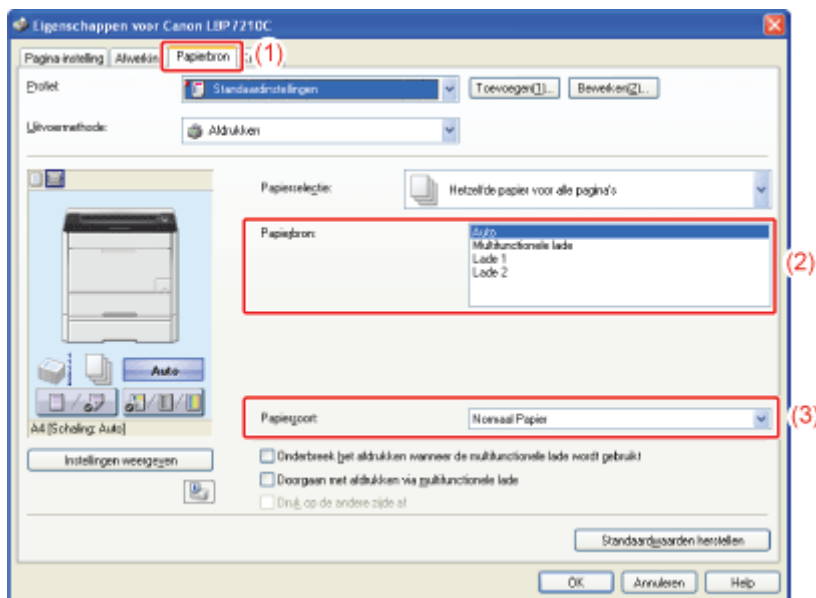 Eigenschappen voor Canon LBP7210C
Pagina instelling Afwerkin Papierbron (1)
Profiel: Standaardinstellingen Toevoegen(1)... Bewerken(2)...
Uitvoermethode: Afdrukken
Papierselectie: Hetzelfde papier voor alle pagina's
Papierbron: Auto
Multifunctionele lade
Lade 1
Lade 2
(2)
Auto
A4 [Schaling: Auto]
Papiersoort: Normaal Papier (3)
Instellingen weergeven
Onderbreek het afdrukken wanneer de multifunctionele lade wordt gebruikt
Doorgaan met afdrukken via multifunctionele lade
Druk op de andere zijde af
Standaardwaarden herstellen
OK Annuleren Help